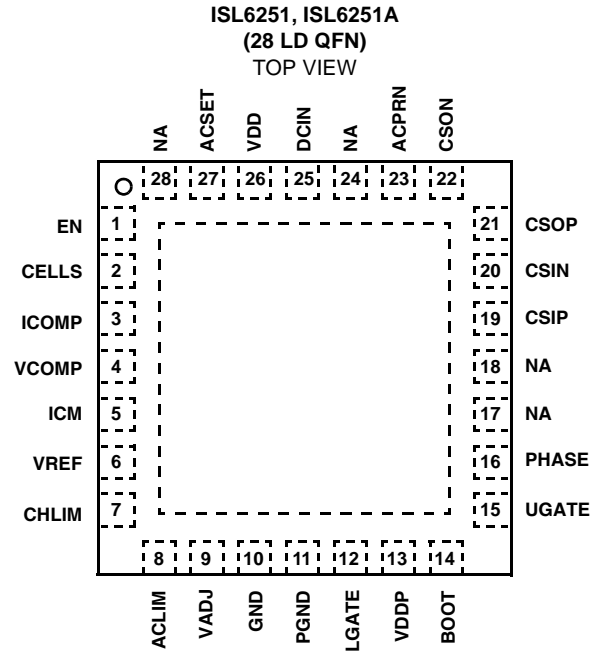 ISL6251, ISL6251A
(28 LD QFN)
TOP VIEW
NA
ACSET
VDD
DCIN
NA
ACPRN
CSON
28
27
26
25
24
23
22
EN 1
CELLS 2
ICOMP 3
VCOMP 4
ICM 5
VREF 6
CHLIM 7
21 CSOP
20 CSIN
19 CSIP
18 NA
17 NA
16 PHASE
15 UGATE
8
9
10
11
12
13
14
ACLIM
VADJ
GND
PGND
LGATE
VDDP
BOOT